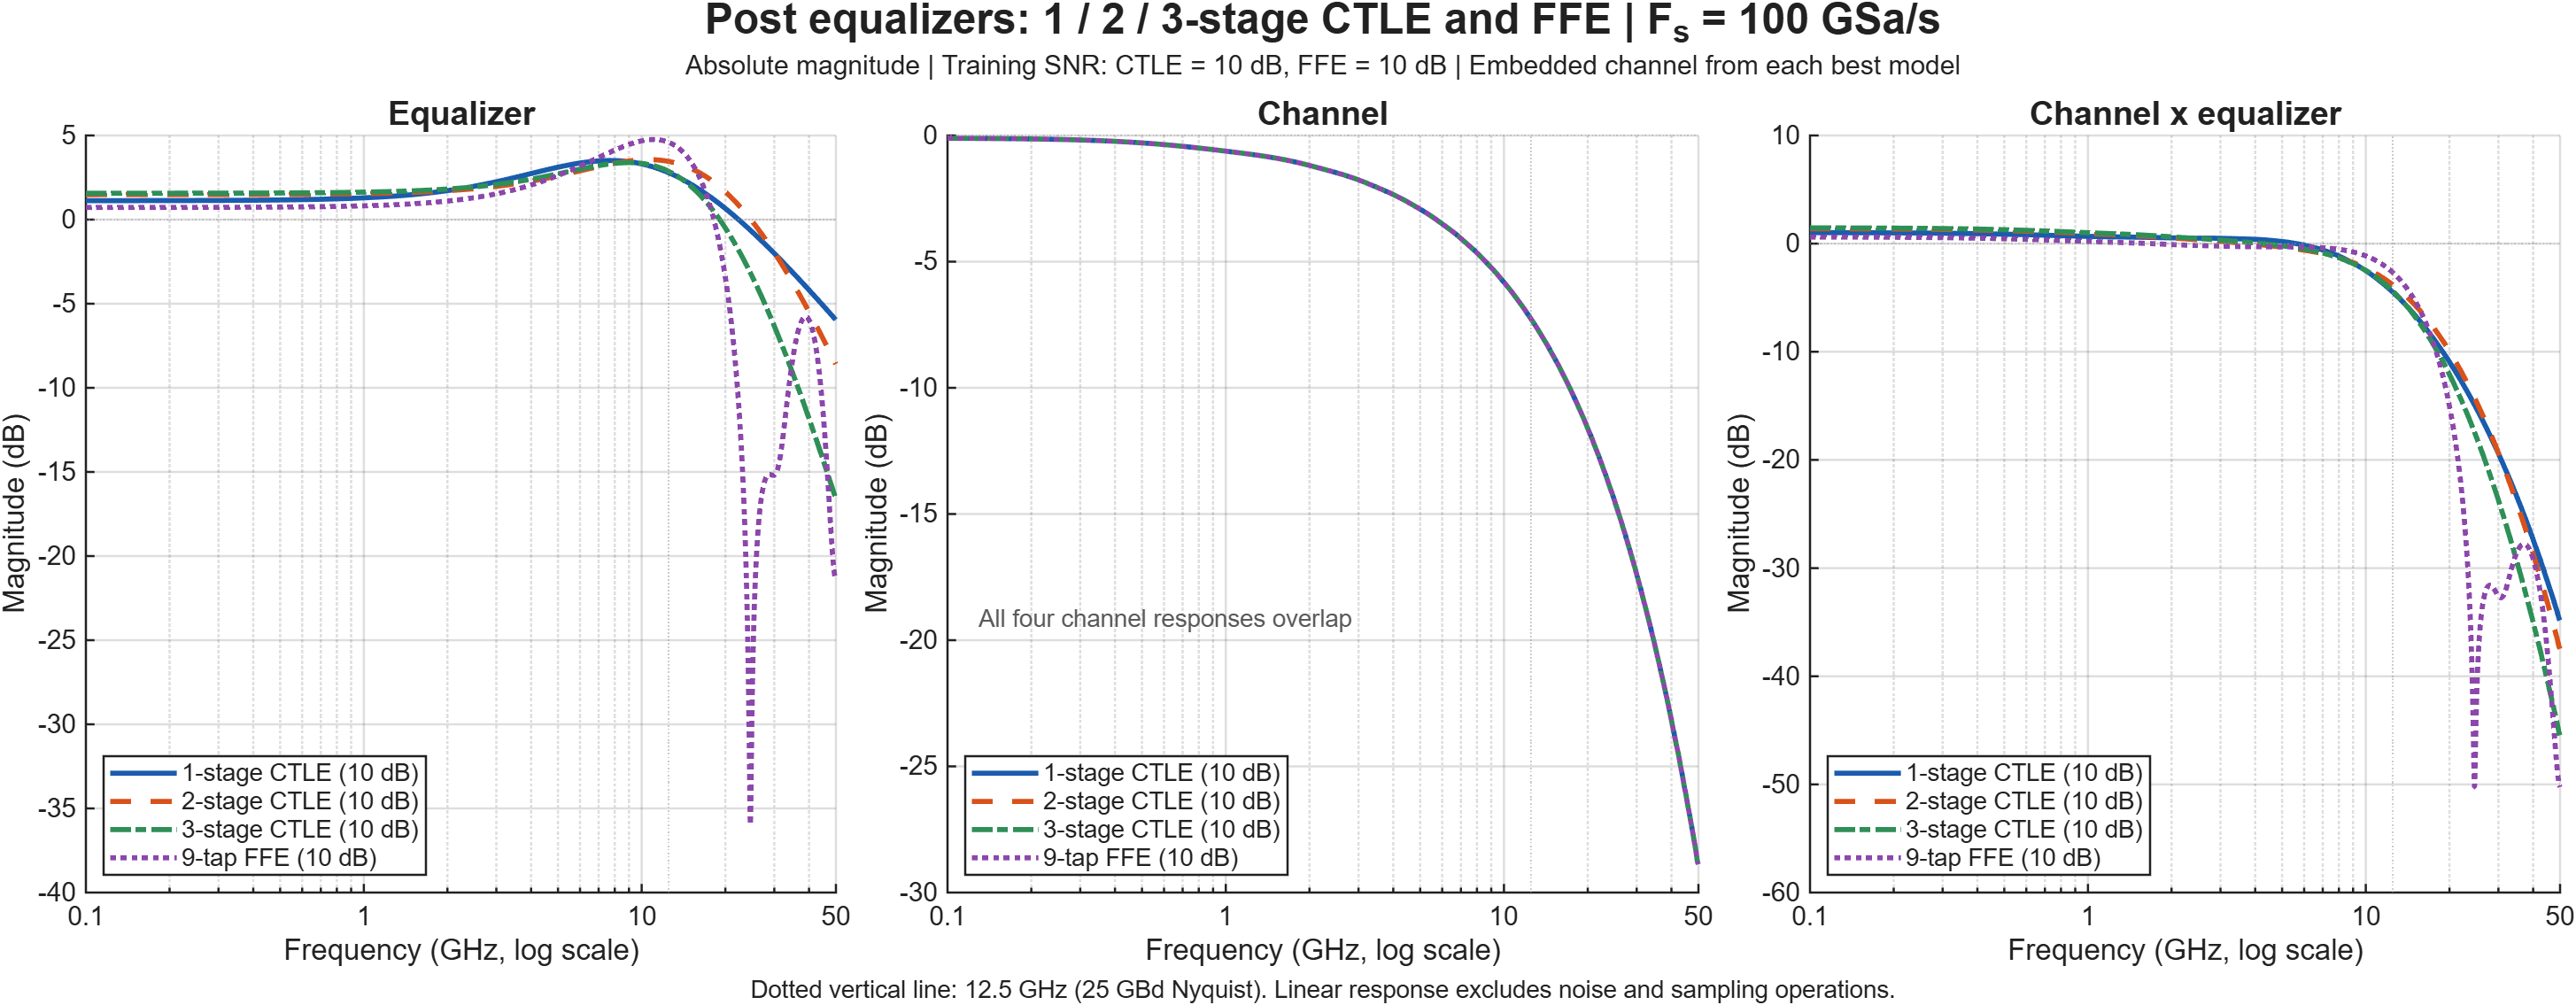 Post equalizers: 1 / 2 / 3-stage CTLE and FFE | Fs = 100 GSa/s
Absolute magnitude | Training SNR: CTLE = 10 dB, FFE = 10 dB | Embedded channel from each best model
Equalizer
5
0
-5
-10
-15
-20
-25
-30
-35
-40
Magnitude (dB)
1-stage CTLE (10 dB)
2-stage CTLE (10 dB)
3-stage CTLE (10 dB)
9-tap FFE (10 dB)
0.1
1
10
50
Frequency (GHz, log scale)
Channel
0
-5
-10
-15
-20
-25
-30
Magnitude (dB)
All four channel responses overlap
1-stage CTLE (10 dB)
2-stage CTLE (10 dB)
3-stage CTLE (10 dB)
9-tap FFE (10 dB)
0.1
1
10
50
Frequency (GHz, log scale)
Channel x equalizer
10
0
-10
-20
-30
-40
-50
-60
Magnitude (dB)
1-stage CTLE (10 dB)
2-stage CTLE (10 dB)
3-stage CTLE (10 dB)
9-tap FFE (10 dB)
0.1
1
10
50
Frequency (GHz, log scale)
Dotted vertical line: 12.5 GHz (25 GBd Nyquist). Linear response excludes noise and sampling operations.